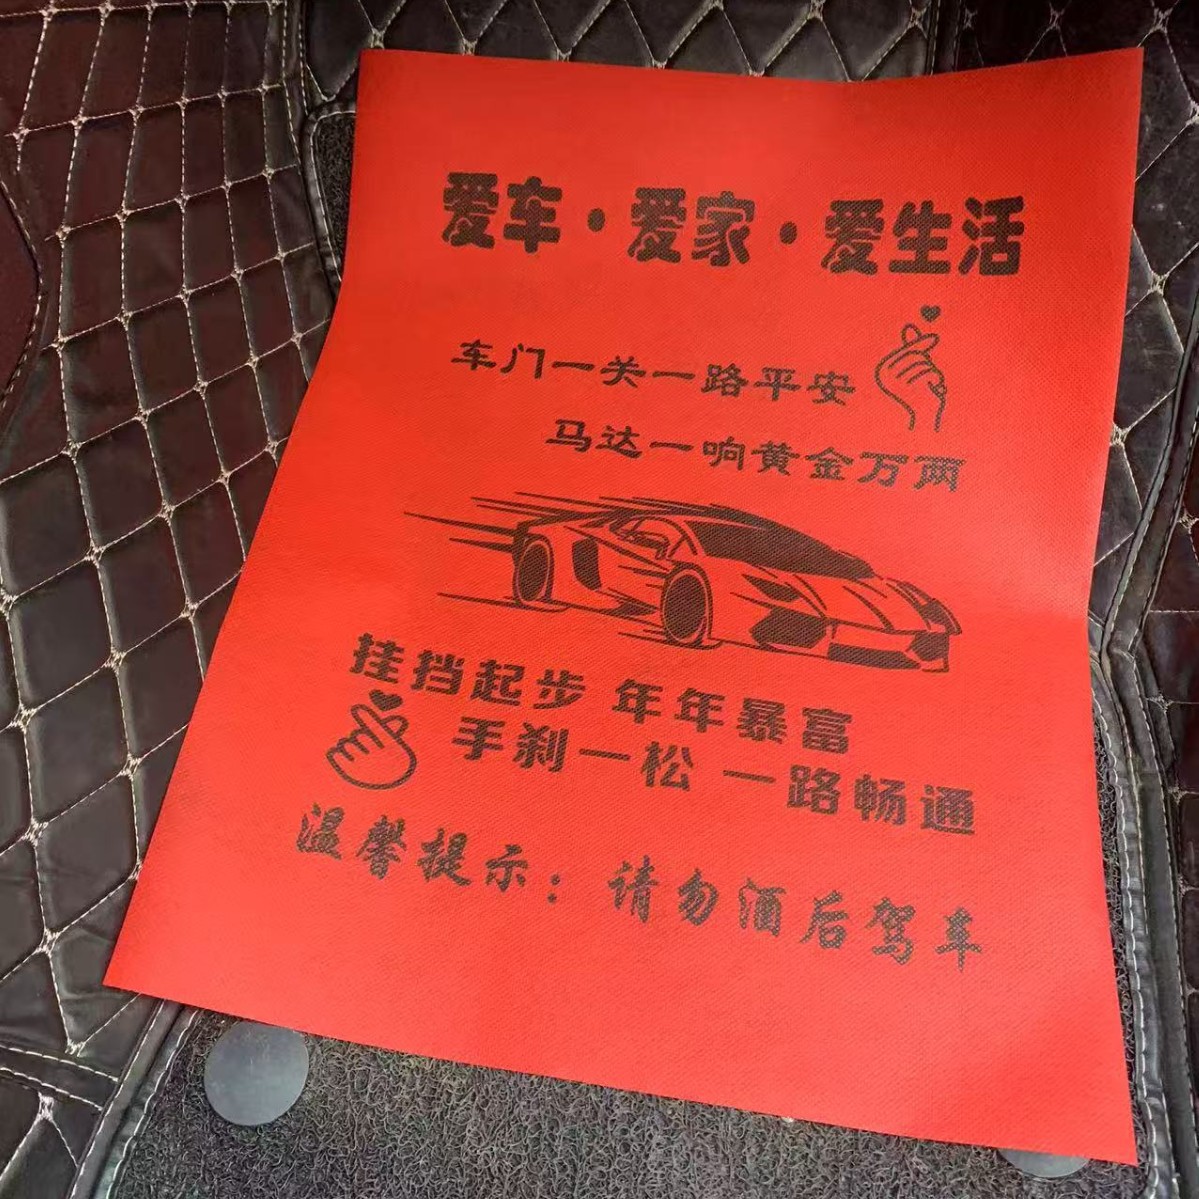 爱车·爱家·爱生活
车门一关一路平安
马达一响黄金万两
挂挡起步 年年暴富
手刹一松 一路畅通
温馨提示：请勿酒后驾车